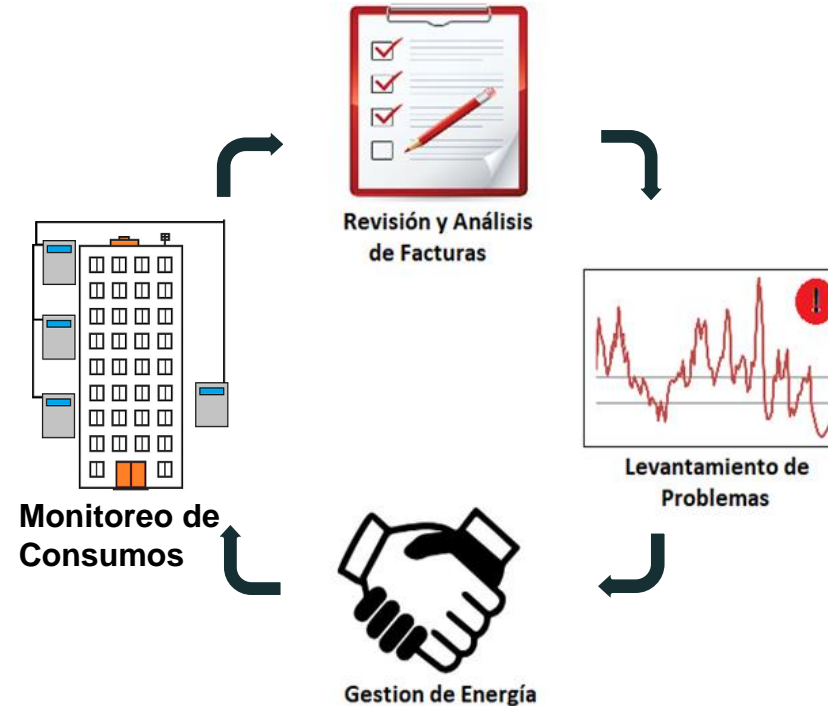 Revisión y Análisis
de Facturas
Levantamiento de
Problemas
Monitoreo de
Consumos
Gestion de Energía